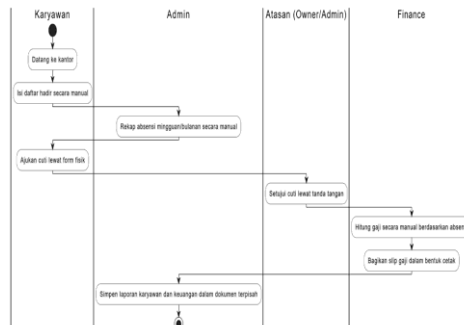 Karyawan
Admin
Atasan (Owner/Admin)
Finance
Datang ke kantor
Isi daftar hadir secara manual
Rekap absensi mingguan/bulanan secara manual
Ajukan cuti lewat form fisik
Setujui cuti lewat tanda tangan
Hitung gaji secara manual berdasarkan absen
Bagikan slip gaji dalam bentuk cetak
Simpen laporan karyawan dan keuangan dalam dokumen terpisah